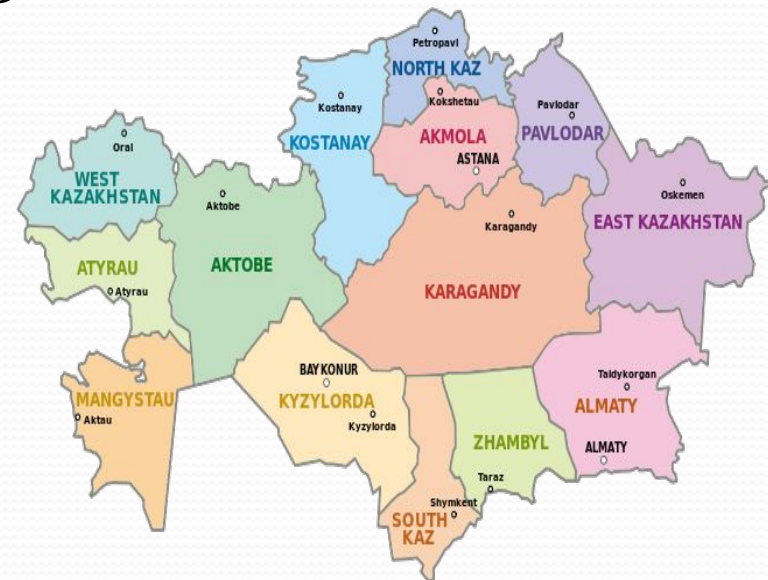 Petropavl
NORTH KAZ
Kokshetau
Kostanay
KOSTANAY
AKMOLA
ASTANA
Pavlodar
PAVLODAR
Oral
WEST
KAZAKHSTAN
Aktobe
AKTOBE
Karagandy
KARAGANDY
Oskemen
EAST KAZAKHSTAN
ATYRAU
Atyrau
MANGYSTAU
Aktau
BAYKONUR
KYZYLORDA
Kyzylorda
Taldykorgan
ALMATY
ALMATY
ZHAMBYL
Taraz
Shymkent
SOUTH
KAZ